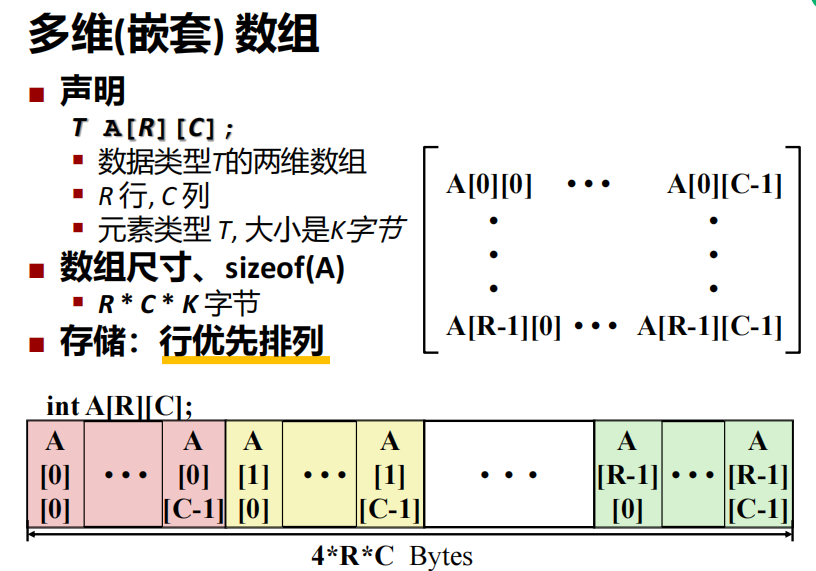 多维(嵌套) 数组
■ 声明
T A[R][C];
▪ 数据类型T的两维数组
▪ R 行, C 列
▪ 元素类型 T, 大小是K字节
■ 数组尺寸、sizeof(A)
▪ R * C * K 字节
■ 存储：行优先排列
A[0][0] • • • A[0][C-1]
• •
• •
• •
A[R-1][0] • • • A[R-1][C-1]
int A[R][C];
A A A A A A
[0] • • • [0] [1] • • • [1] • • • [R-1] • • • [R-1]
[0] [C-1] [0] [C-1] [0] [C-1]
4*R*C Bytes